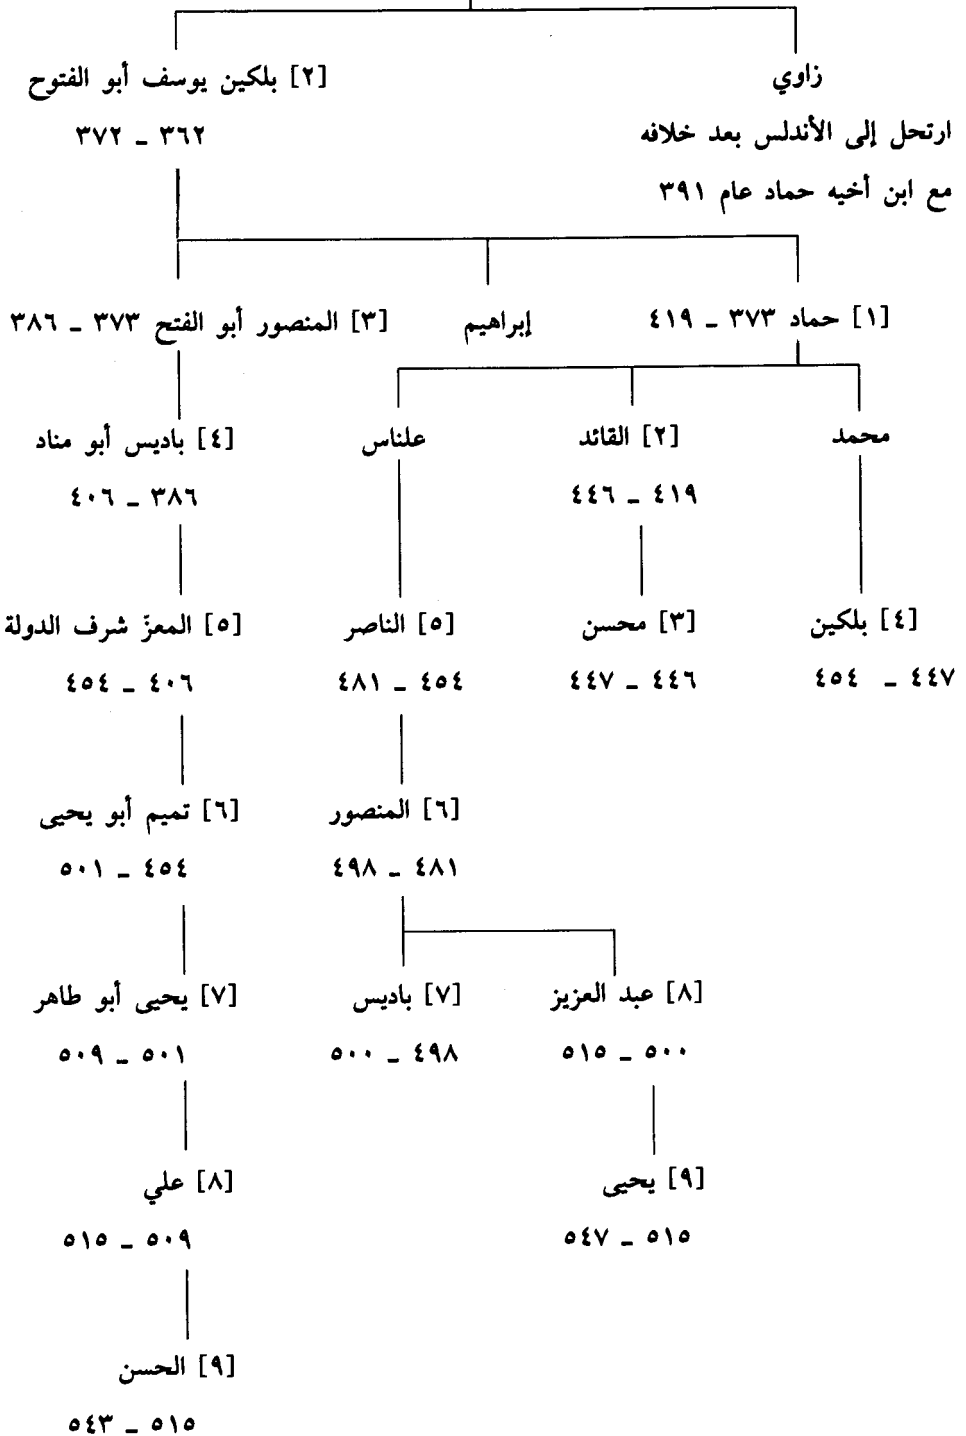 زاوي
[٢] بلكين يوسف أبو الفتوح
ارتحل إلى الأندلس بعد خلافه
٣٦٢ ـ ٣٧٢
مع ابن أخيه حماد عام ٣٩١
[١] حماد ٣٧٣ ـ ٤١٩
إبراهيم
[٣] المنصور أبو الفتح ٣٧٣ ـ ٣٨٦
محمد
[٢] القائد
علناس
[٤] باديس أبو مناد
٤١٩ ـ ٤٤٦
٣٨٦ ـ ٤٠٦
[٤] بلكين
[٣] محسن
[٥] الناصر
[٥] المعزّ شرف الدولة
٤٤٧ ـ ٤٥٤
٤٤٦ ـ ٤٤٧
٤٥٤ ـ ٤٨١
٤٠٦ ـ ٤٥٤
[٦] المنصور
[٦] تميم أبو يحيى
٤٨١ ـ ٤٩٨
٤٥٤ ـ ٥٠١
[٨] عبد العزيز
[٧] باديس
[٧] يحيى أبو طاهر
٥٠٠ ـ ٥١٥
٤٩٨ ـ ٥٠٠
٥٠١ ـ ٥٠٩
[٩] يحيى
[٨] علي
٥١٥ ـ ٥٤٧
٥٠٩ ـ ٥١٥
[٩] الحسن
٥١٥ ـ ٥٤٣